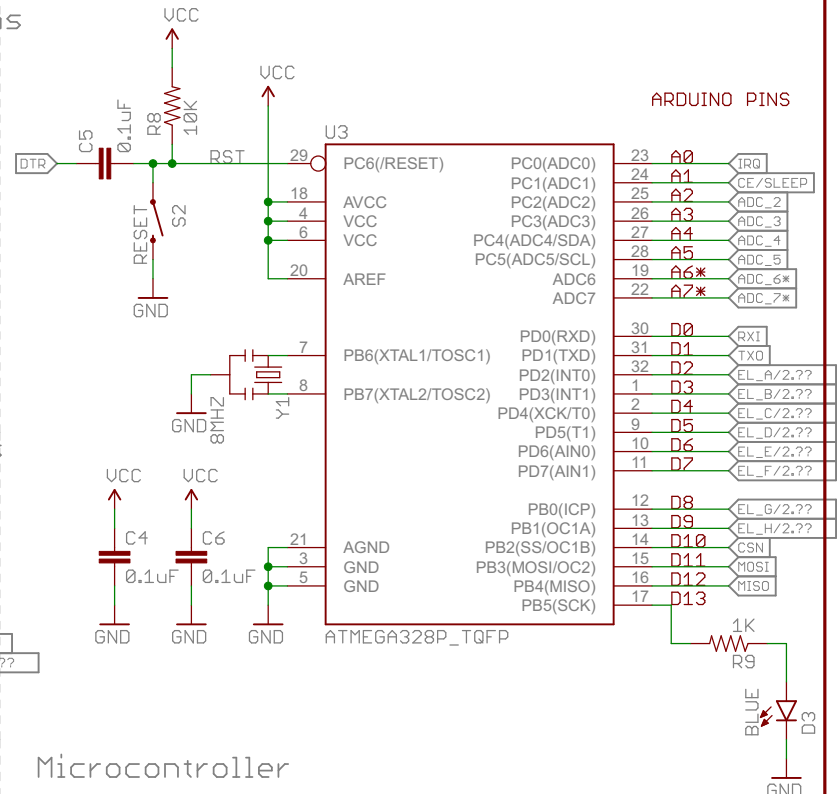 VCC
VCC
ARDUINO PINS
C5
0.1uF
R8
10K
U3
DTR
RST
29
PC6(/RESET)
RESET
S2
GND
18
AVCC
4
VCC
6
VCC
20
AREF
7
PB6(XTAL1/TOSC1)
8
PB7(XTAL2/TOSC2)
GND
8MHZ
Y1
VCC
VCC
C4
0.1uF
C6
0.1uF
GND
GND
GND
21
AGND
3
GND
5
GND
ATMEGA328P_TQFP
PC0(ADC0) 23 A0 IRQ
PC1(ADC1) 24 A1 CE/SLEEP
PC2(ADC2) 25 A2 ADC_2
PC3(ADC3) 26 A3 ADC_3
PC4(ADC4/SDA) 27 A4 ADC_4
PC5(ADC5/SCL) 28 A5 ADC_5
ADC6 19 A6* ADC_6*
ADC7 22 A7* ADC_7*
PD0(RXD) 30 D0 RXI
PD1(TXD) 31 D1 TXO
PD2(INT0) 32 D2 EL_A/2.??
PD3(INT1) 1 D3 EL_B/2.??
PD4(XCK/T0) 2 D4 EL_C/2.??
PD5(T1) 9 D5 EL_D/2.??
PD6(AIN0) 10 D6 EL_E/2.??
PD7(AIN1) 11 D7 EL_F/2.??
PB0(ICP) 12 D8 EL_G/2.??
PB1(OC1A) 13 D9 EL_H/2.??
PB2(SS/OC1B) 14 D10 CSN
PB3(MOSI/OC2) 15 D11 MOSI
PB4(MISO) 16 D12 MISO
PB5(SCK) 17 D13
1K
R9
BLUE
D3
GND
??
Microcontroller